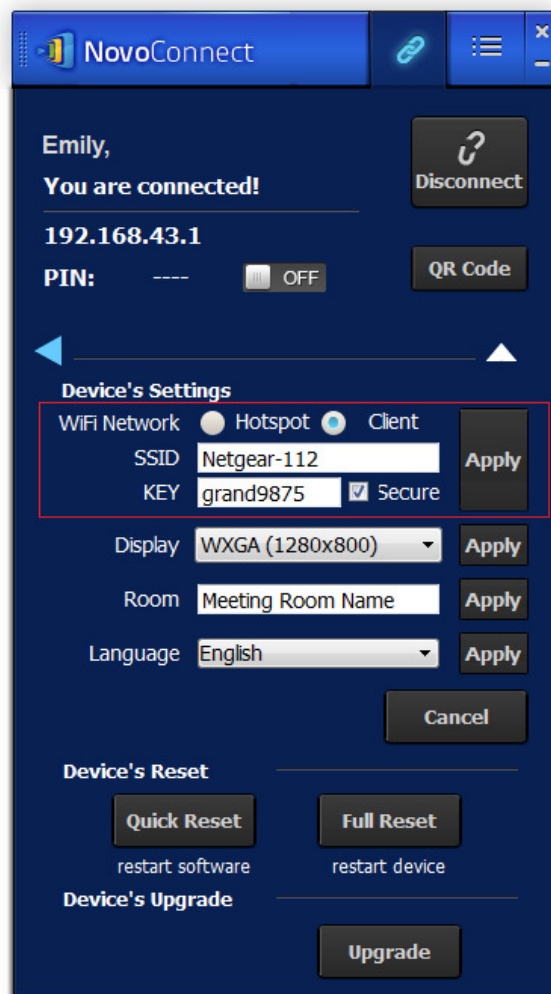 NovoConnect
Emily,
You are connected!
Disconnect
192.168.43.1
PIN: ---- OFF
QR Code
Device's Settings
WiFi Network Hotspot Client
SSID Netgear-112
KEY grand9875 Secure
Apply
Display WXGA (1280x800) Apply
Room Meeting Room Name Apply
Language English Apply
Cancel
Device's Reset
Quick Reset Full Reset
restart software restart device
Device's Upgrade
Upgrade